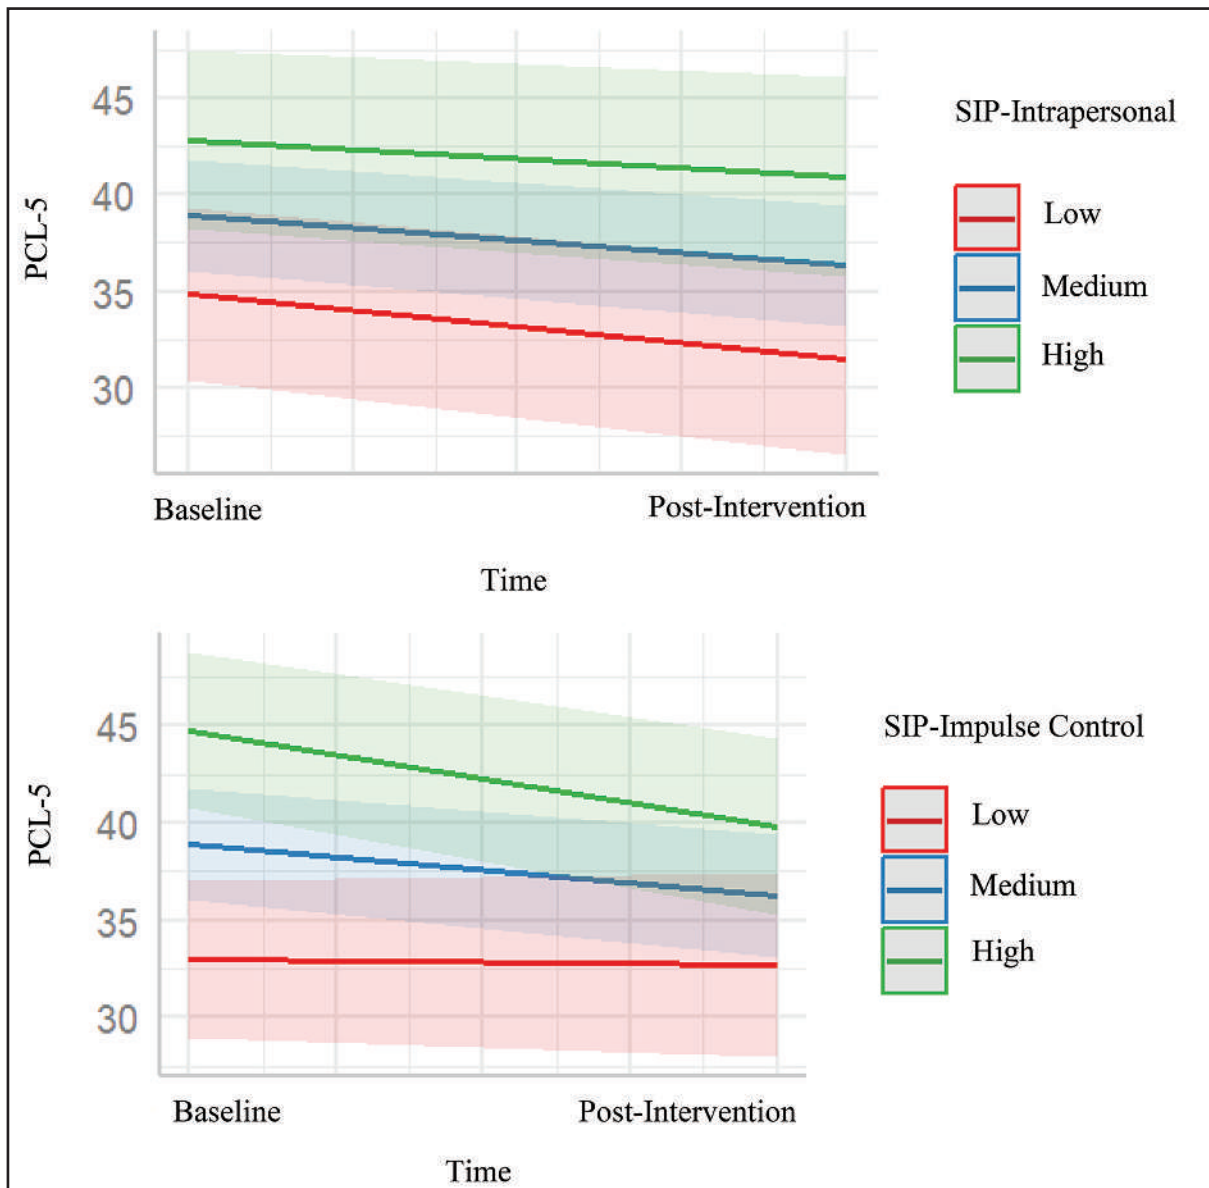 SIP-Intrapersonal
45
40
35
30
PCL-5
Low
Medium
High
Baseline
Post-Intervention
Time
SIP-Impulse Control
45
40
35
30
PCL-5
Low
Medium
High
Baseline
Post-Intervention
Time